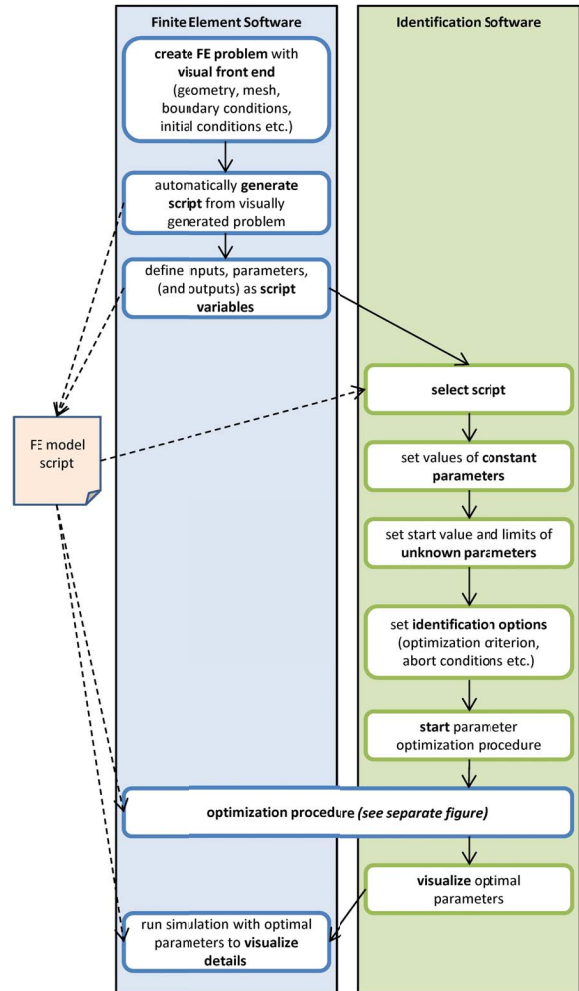 Finite Element Software
Identification Software
create FE problem with
visual front end
(geometry, mesh,
boundary conditions,
initial conditions etc.)
automatically generate
script from visually
generated problem
define inputs, parameters,
(and outputs) as script
variables
select script
FE model
script
set values of constant
parameters
set start value and limits of
unknown parameters
set identification options
(optimization criterion,
abort conditions etc.)
start parameter
optimization procedure
optimization procedure (see separate figure)
visualize optimal
parameters
run simulation with optimal
parameters to visualize
details